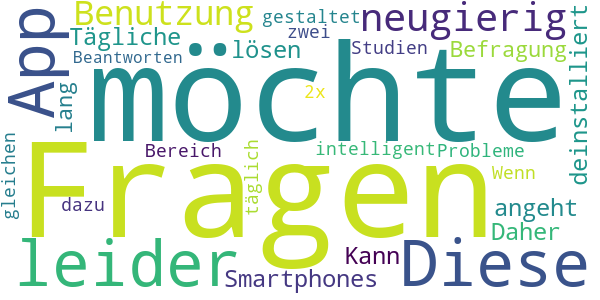 Benutzung gestaltet neugierig
App Tägliche zwei
Beantworten lösen Studien Befragung
lang möchte deinstalliert
2x
Fragen
gleichen Bereich täglich intelligent Probleme
Wenn
dazu angeht
leider Kann Diese Daher
Smartphones